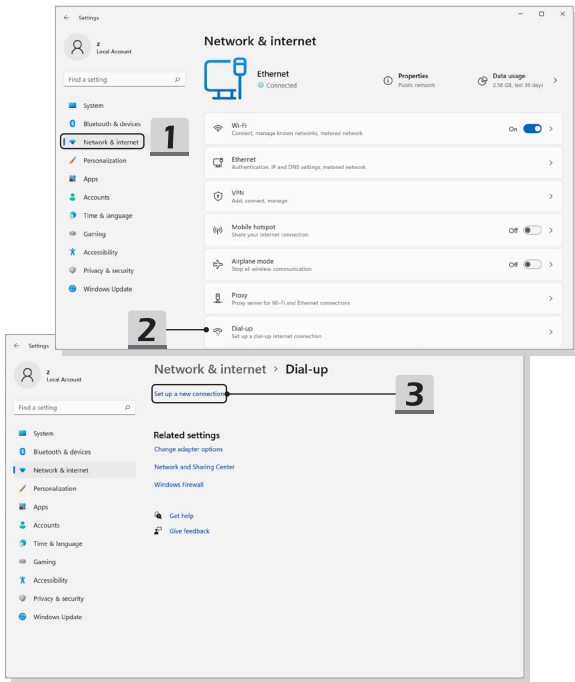 Settings
z
Local Account
Find a setting
System
Bluetooth & devices
Network & internet
Personalization
Apps
Accounts
Time & language
Gaming
Accessibility
Privacy & security
Windows Update
1
Network & internet
Ethernet
Connected
Properties
Public network
Data usage
2.58 GB, last 30 days
Wi-Fi
Connect, manage known networks, metered network
On
Ethernet
Authentication, IP and DNS settings, metered network
VPN
Add, connect, manage
Mobile hotspot
Share your internet connection
Off
Airplane mode
Stop all wireless communication
Off
Proxy
Proxy server for Wi-Fi and Ethernet connections
2
Dial-up
Set up a dial-up internet connection
Settings
z
Local Account
Find a setting
System
Bluetooth & devices
Network & internet
Personalization
Apps
Accounts
Time & language
Gaming
Accessibility
Privacy & security
Windows Update
Network & internet > Dial-up
Set up a new connection
3
Related settings
Change adapter options
Network and Sharing Center
Windows Firewall
Get help
Give feedback